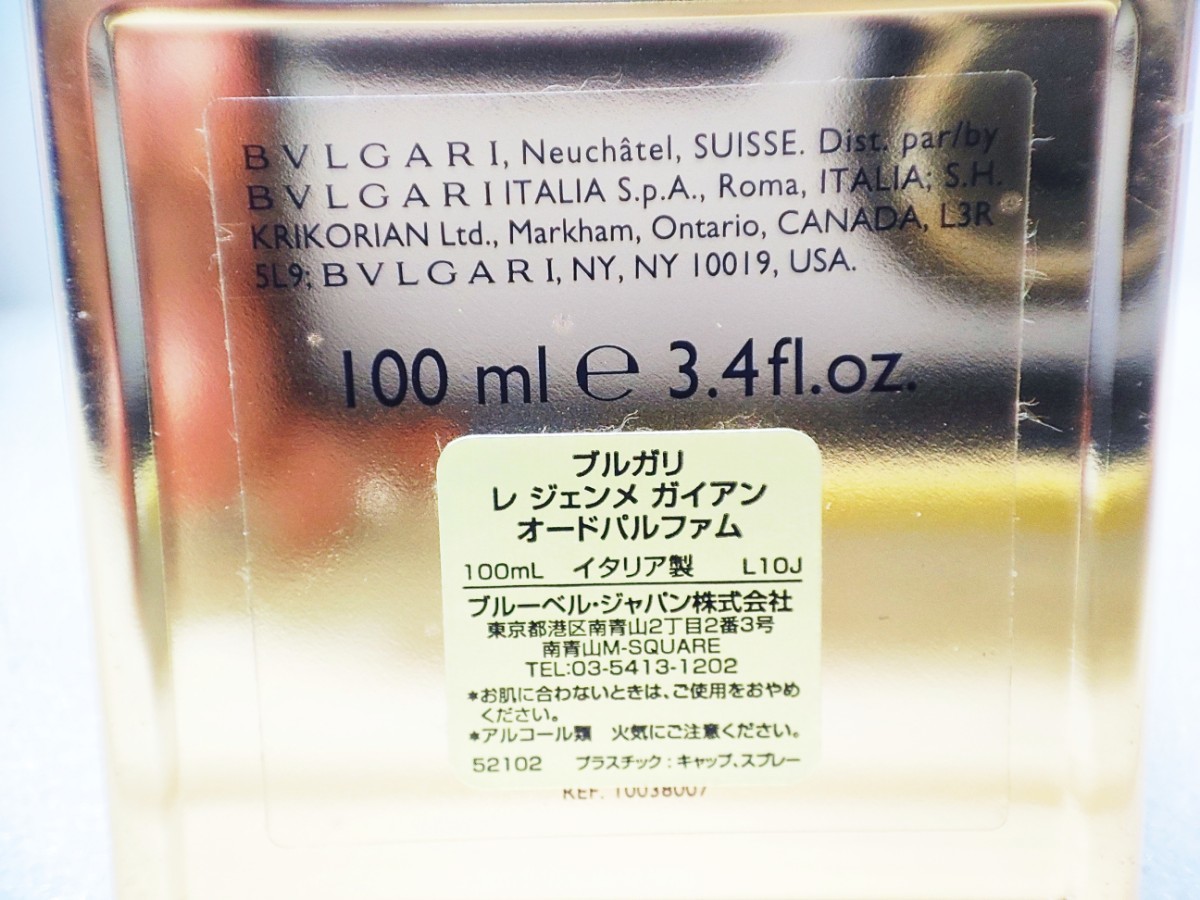 BVLGARI, Neuchâtel, SUISSE. Dist. par/by
BVLGARI ITALIA S.p.A., Roma, ITALIA; S.H.
KRIKORIAN Ltd., Markham, Ontario, CANADA, L3R
5L9; BVLGARI, NY, NY 10019, USA.
100 ml ℮ 3.4fl.oz.
ブルガリ
レ ジェンメ ガイアン
オードパルファム
100mL イタリア製 L10J
ブルーベル・ジャパン株式会社
東京都港区南青山2丁目2番3号
南青山M-SQUARE
TEL:03-5413-1202
*お肌に合わないときは、ご使用をおやめ
ください。
*アルコール類 火気にご注意ください。
52102 プラスチック:キャップ、スプレー
REF. 10038007